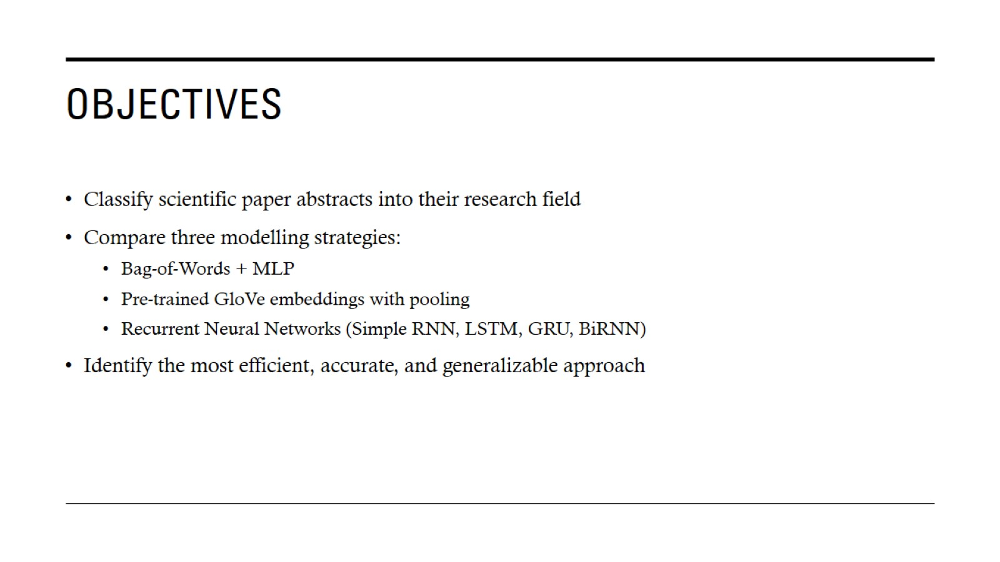 OBJECTIVES
• Classify scientific paper abstracts into their research field
• Compare three modelling strategies:
• Bag-of-Words + MLP
• Pre-trained GloVe embeddings with pooling
• Recurrent Neural Networks (Simple RNN, LSTM, GRU, BiRNN)
• Identify the most efficient, accurate, and generalizable approach